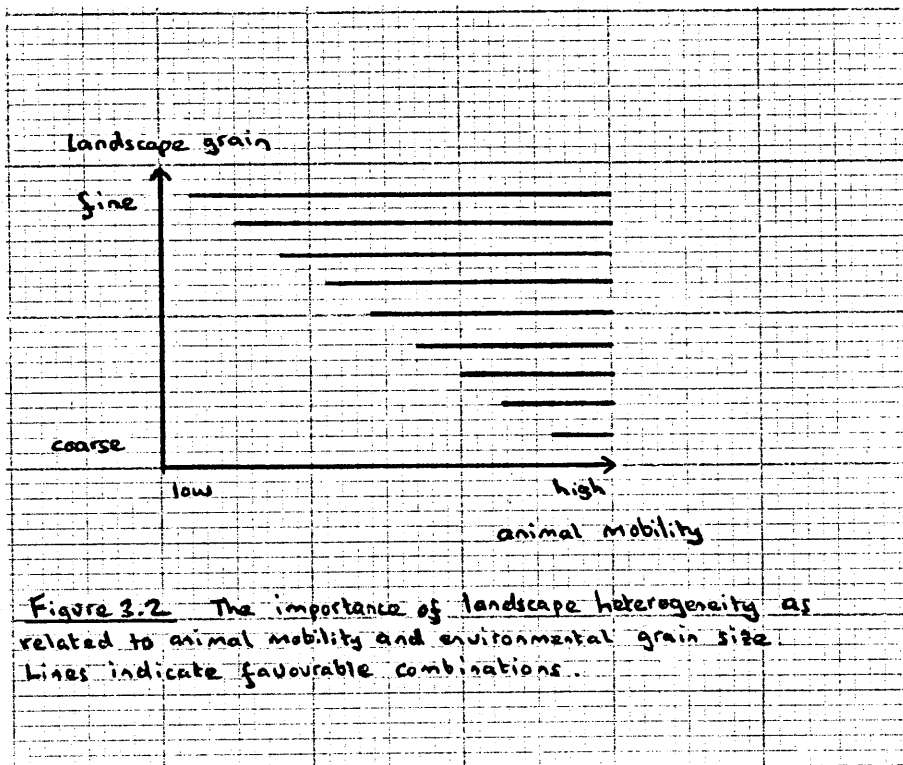 Landscape grain
fine
coarse
low
high
animal mobility
Figure 3.2 The importance of landscape heterogeneity as
related to animal mobility and environmental grain size.
Lines indicate favourable combinations.